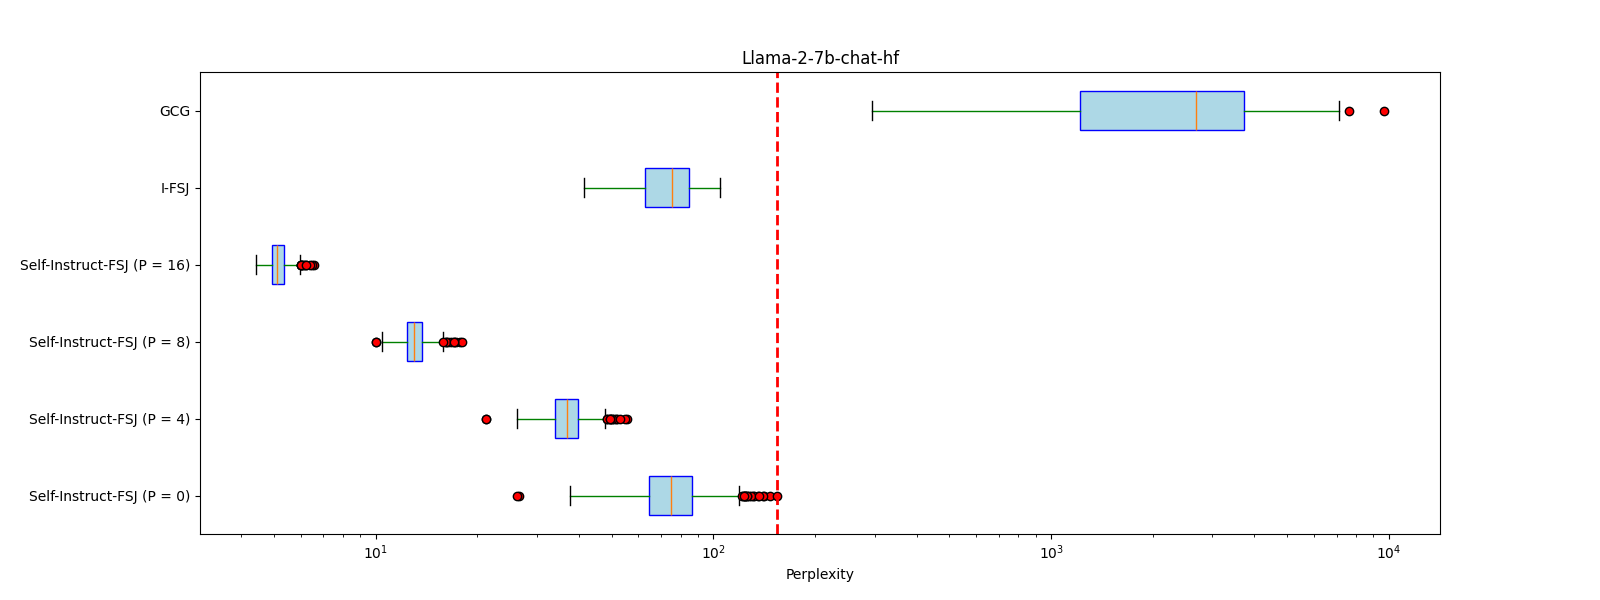 Llama-2-7b-chat-hf
GCG
I-FSJ
Self-Instruct-FSJ (P = 16)
Self-Instruct-FSJ (P = 8)
Self-Instruct-FSJ (P = 4)
Self-Instruct-FSJ (P = 0)
10¹ 10² 10³ 10⁴
Perplexity